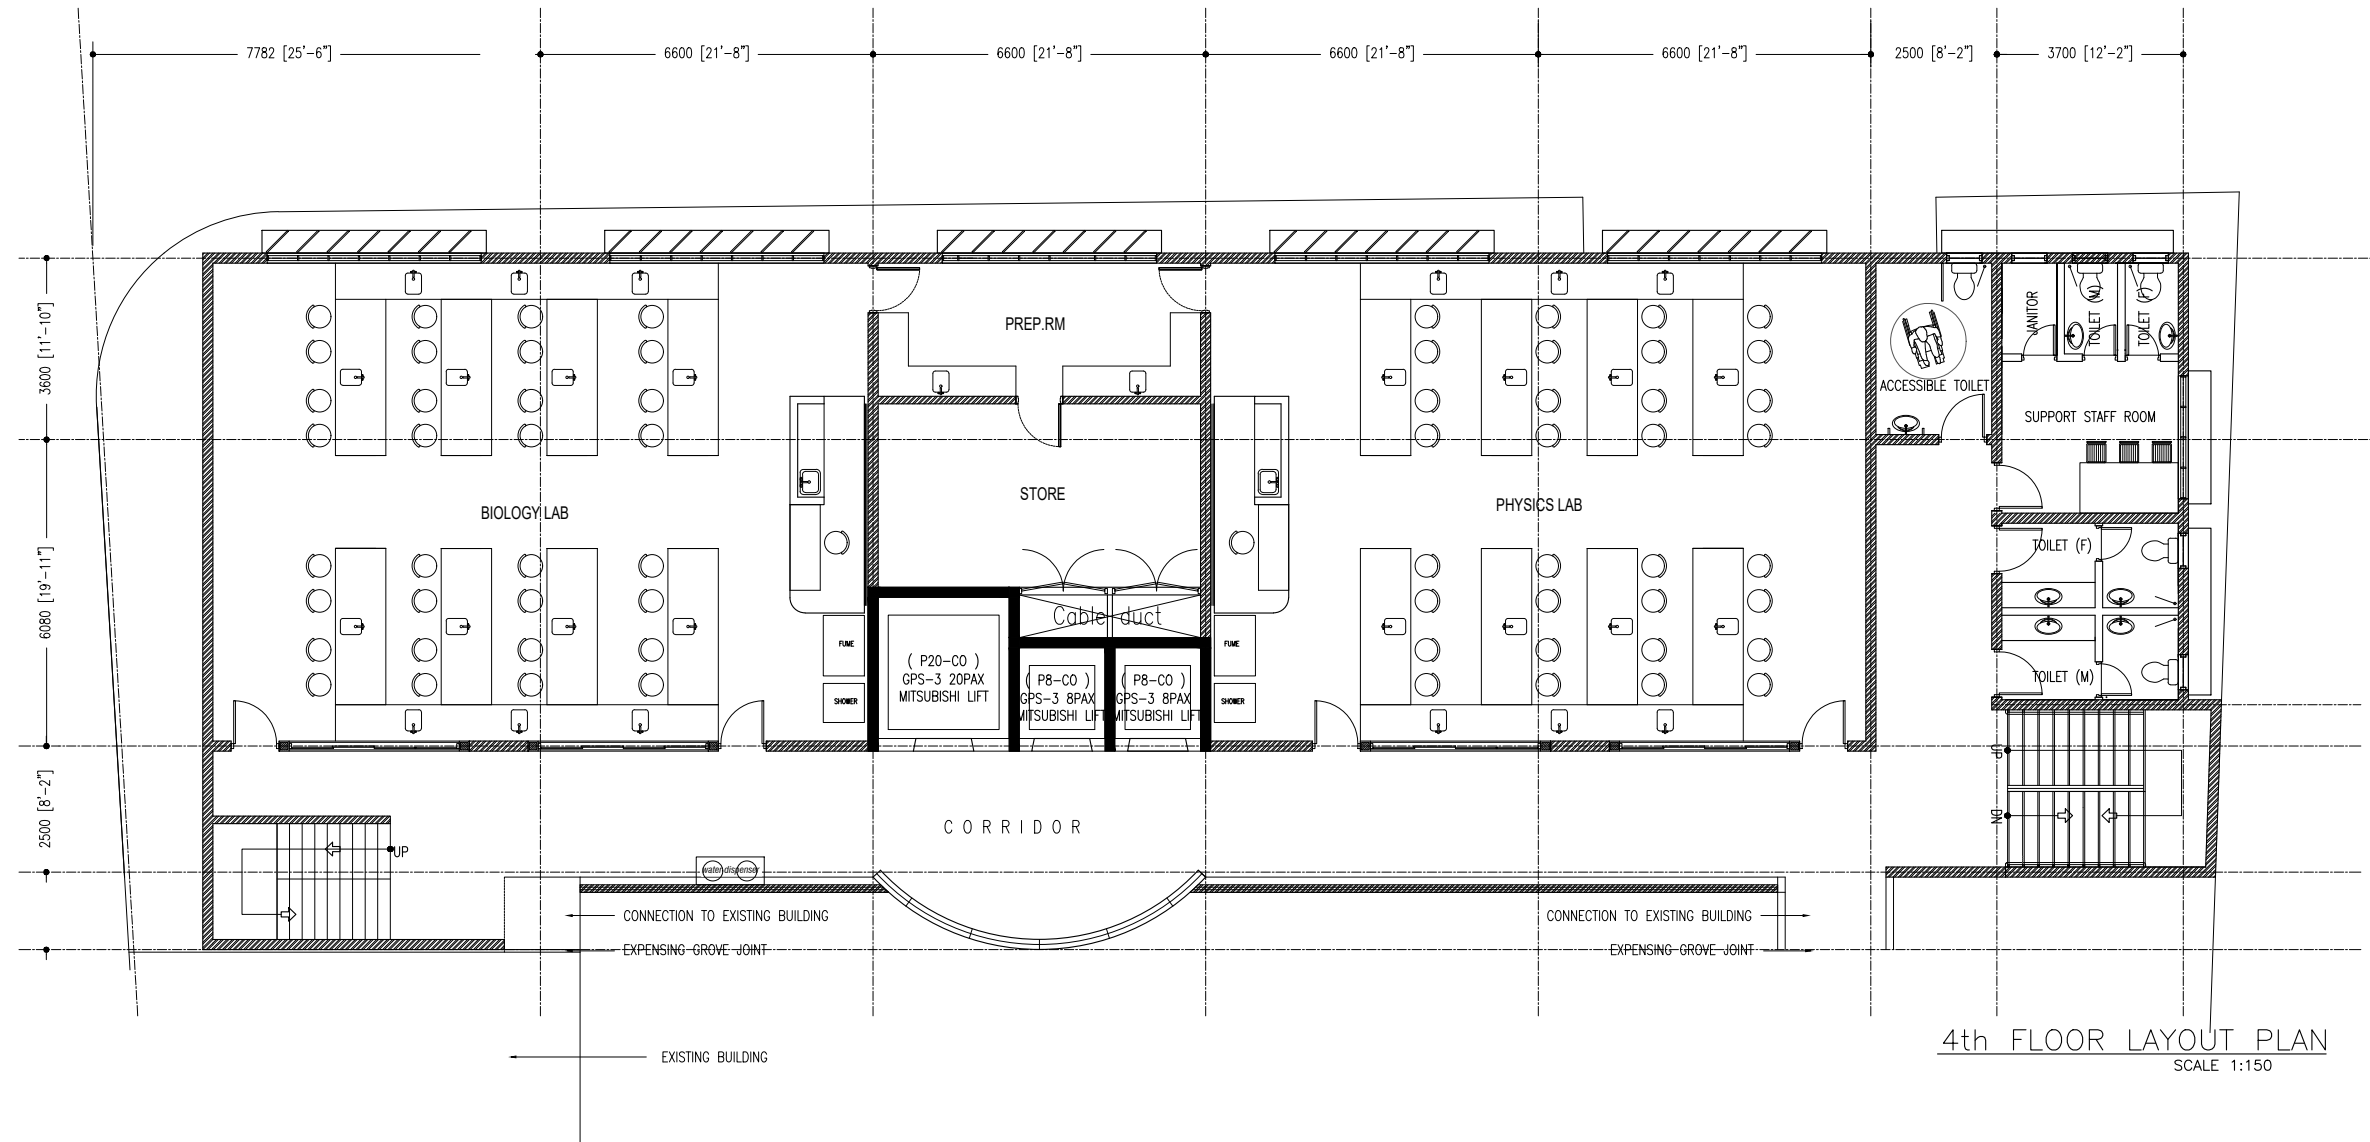 7782 [25'-6"]
6600 [21'-8"]
6600 [21'-8"]
6600 [21'-8"]
6600 [21'-8"]
2500 [8'-2"]
3700 [12'-2"]
3600 [11'-10"]
6080 [19'-11"]
2500 [8'-2"]
PREP.RM
JANITOR
TOILET (M)
TOILET (F)
ACCESSIBLE TOILET
SUPPORT STAFF ROOM
BIOLOGY LAB
STORE
PHYSICS LAB
TOILET (F)
Cable duct
FUME
FUME
( P20-CO )
GPS-3 20PAX
MITSUBISHI LIFT
( P8-CO )
GPS-3 8PAX
MITSUBISHI LIFT
( P8-CO )
GPS-3 8PAX
MITSUBISHI LIFT
TOILET (M)
SHOWER
SHOWER
UP
DN
CORRIDOR
UP
water dispenser
CONNECTION TO EXISTING BUILDING
CONNECTION TO EXISTING BUILDING
EXPENSING GROVE JOINT
EXPENSING GROVE JOINT
EXISTING BUILDING
4th FLOOR LAYOUT PLAN
SCALE 1:150